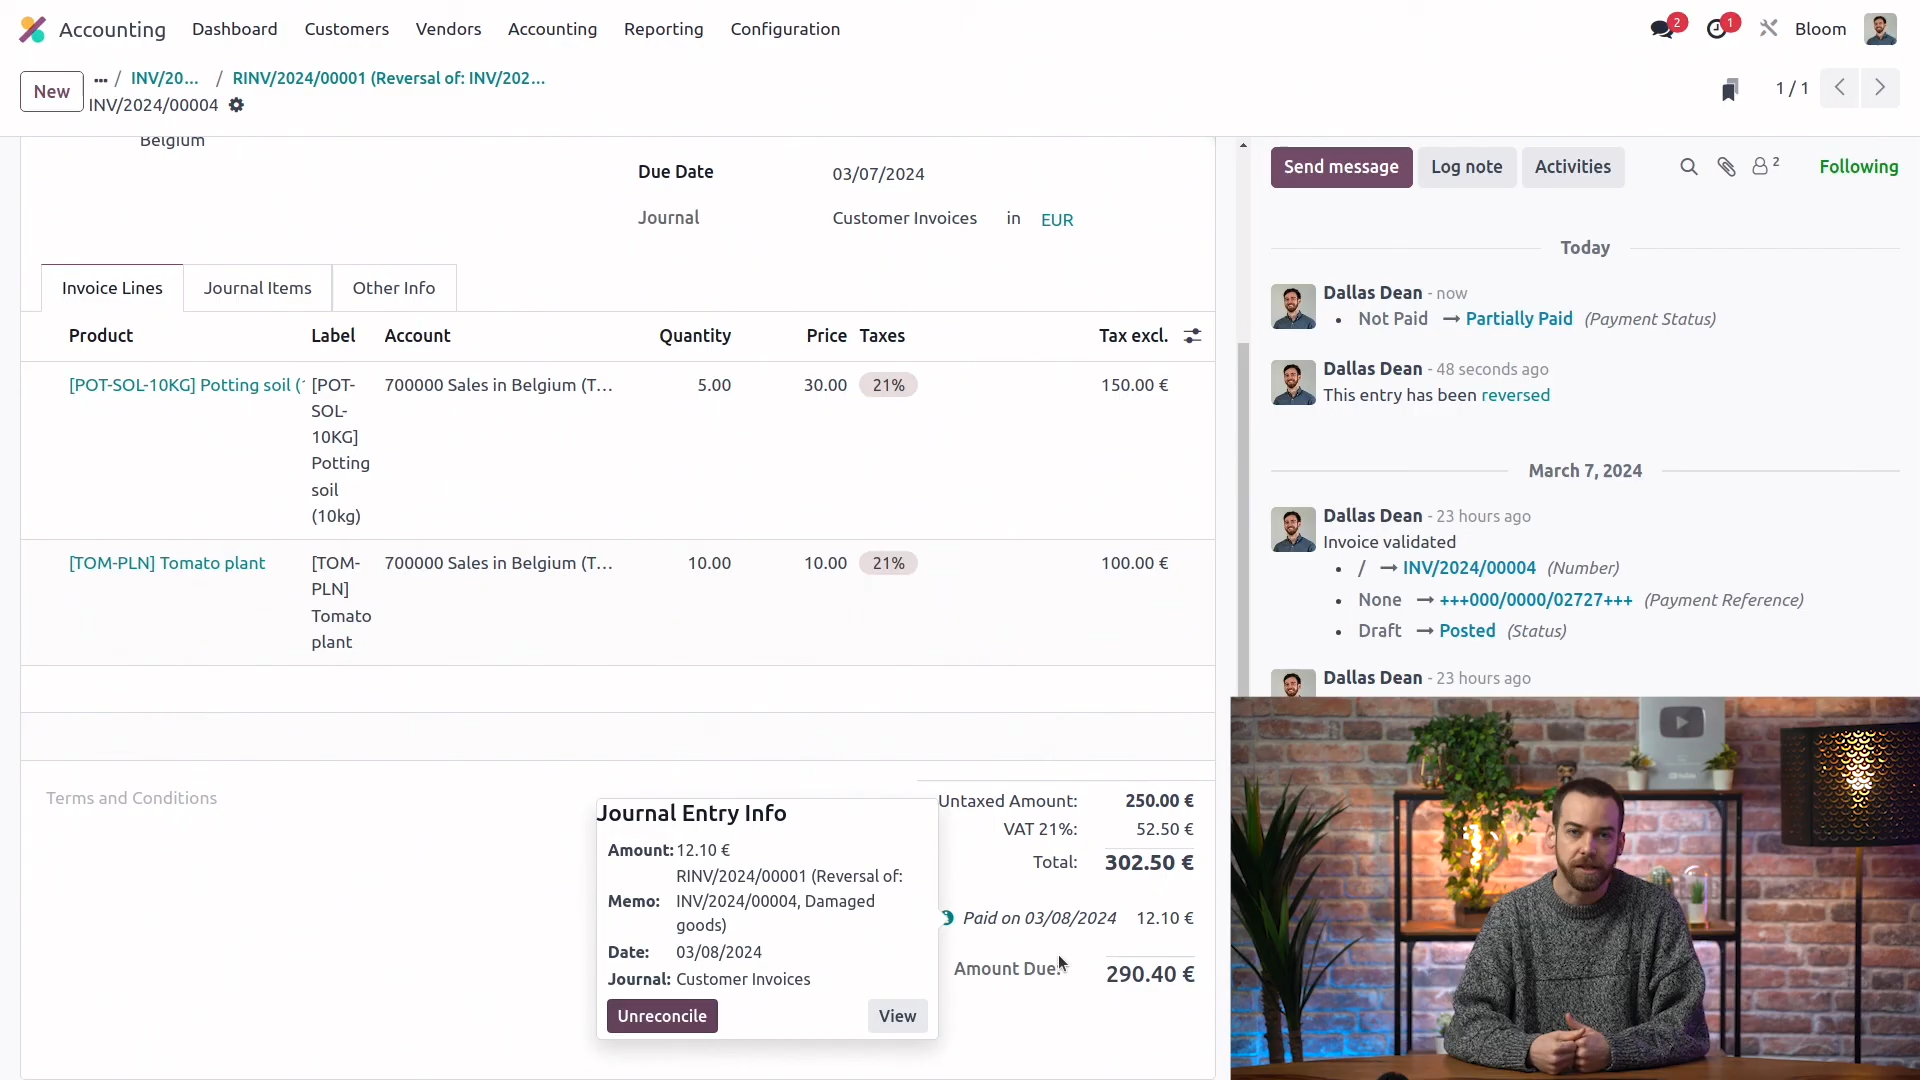 Accounting
Dashboard
Customers
Vendors
Accounting
Reporting
Configuration
2
1
Bloom
New
... / INV/20... / RINV/2024/00001 (Reversal of: INV/202...
INV/2024/00004
1 / 1
Belgium
Due Date 03/07/2024
Journal Customer Invoices in EUR
Invoice Lines
Journal Items
Other Info
Product Label Account Quantity Price Taxes Tax excl.
[POT-SOL-10KG] Potting soil (
[POT-
SOL-
10KG]
Potting
soil
(10kg)
700000 Sales in Belgium (T... 5.00 30.00 21% 150.00 €
[TOM-PLN] Tomato plant
[TOM-
PLN]
Tomato
plant
700000 Sales in Belgium (T... 10.00 10.00 21% 100.00 €
Terms and Conditions
Untaxed Amount: 250.00 €
VAT 21%: 52.50 €
Total: 302.50 €
Paid on 03/08/2024 12.10 €
Amount Due: 290.40 €
Journal Entry Info
Amount: 12.10 €
Memo: RINV/2024/00001 (Reversal of:
INV/2024/00004, Damaged
goods)
Date: 03/08/2024
Journal: Customer Invoices
Unreconcile
View
Send message
Log note
Activities
2
Following
Today
Dallas Dean - now
• Not Paid → Partially Paid (Payment Status)
Dallas Dean - 48 seconds ago
This entry has been reversed
March 7, 2024
Dallas Dean - 23 hours ago
Invoice validated
• / → INV/2024/00004 (Number)
• None → +++000/0000/02727+++ (Payment Reference)
• Draft → Posted (Status)
Dallas Dean - 23 hours ago